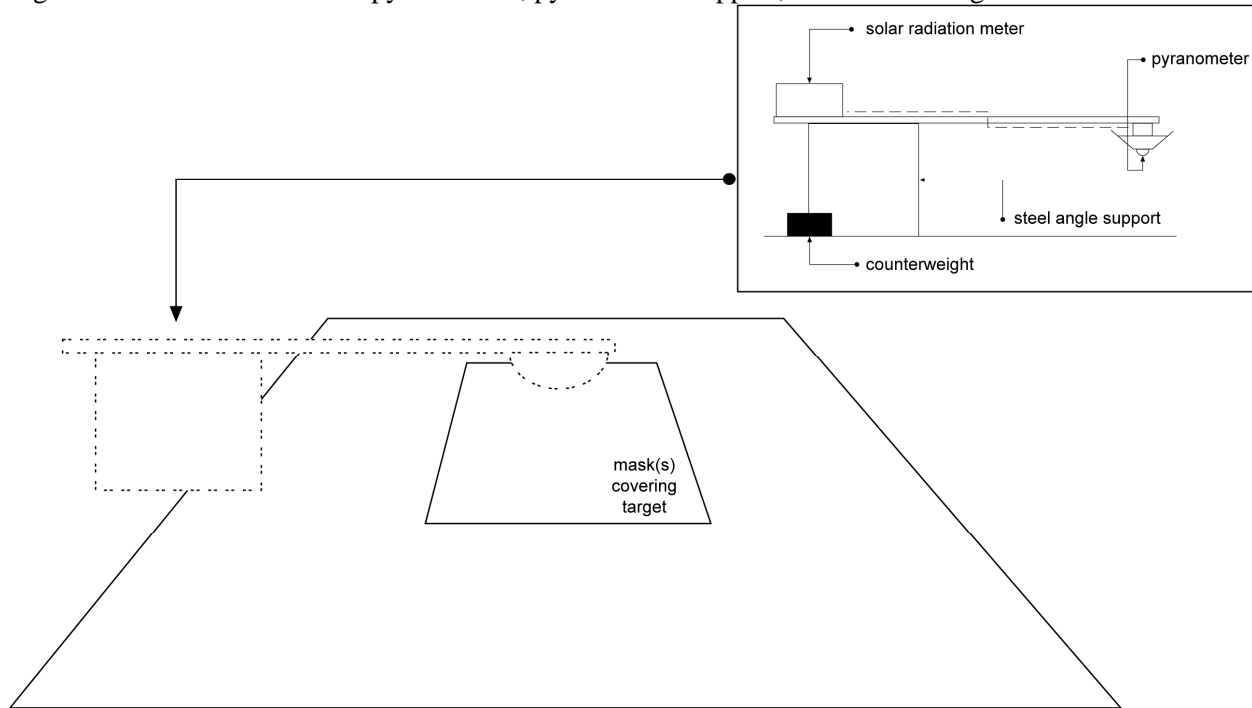 solar radiation meter
pyranometer
steel angle support
counterweight
mask(s)
covering
target